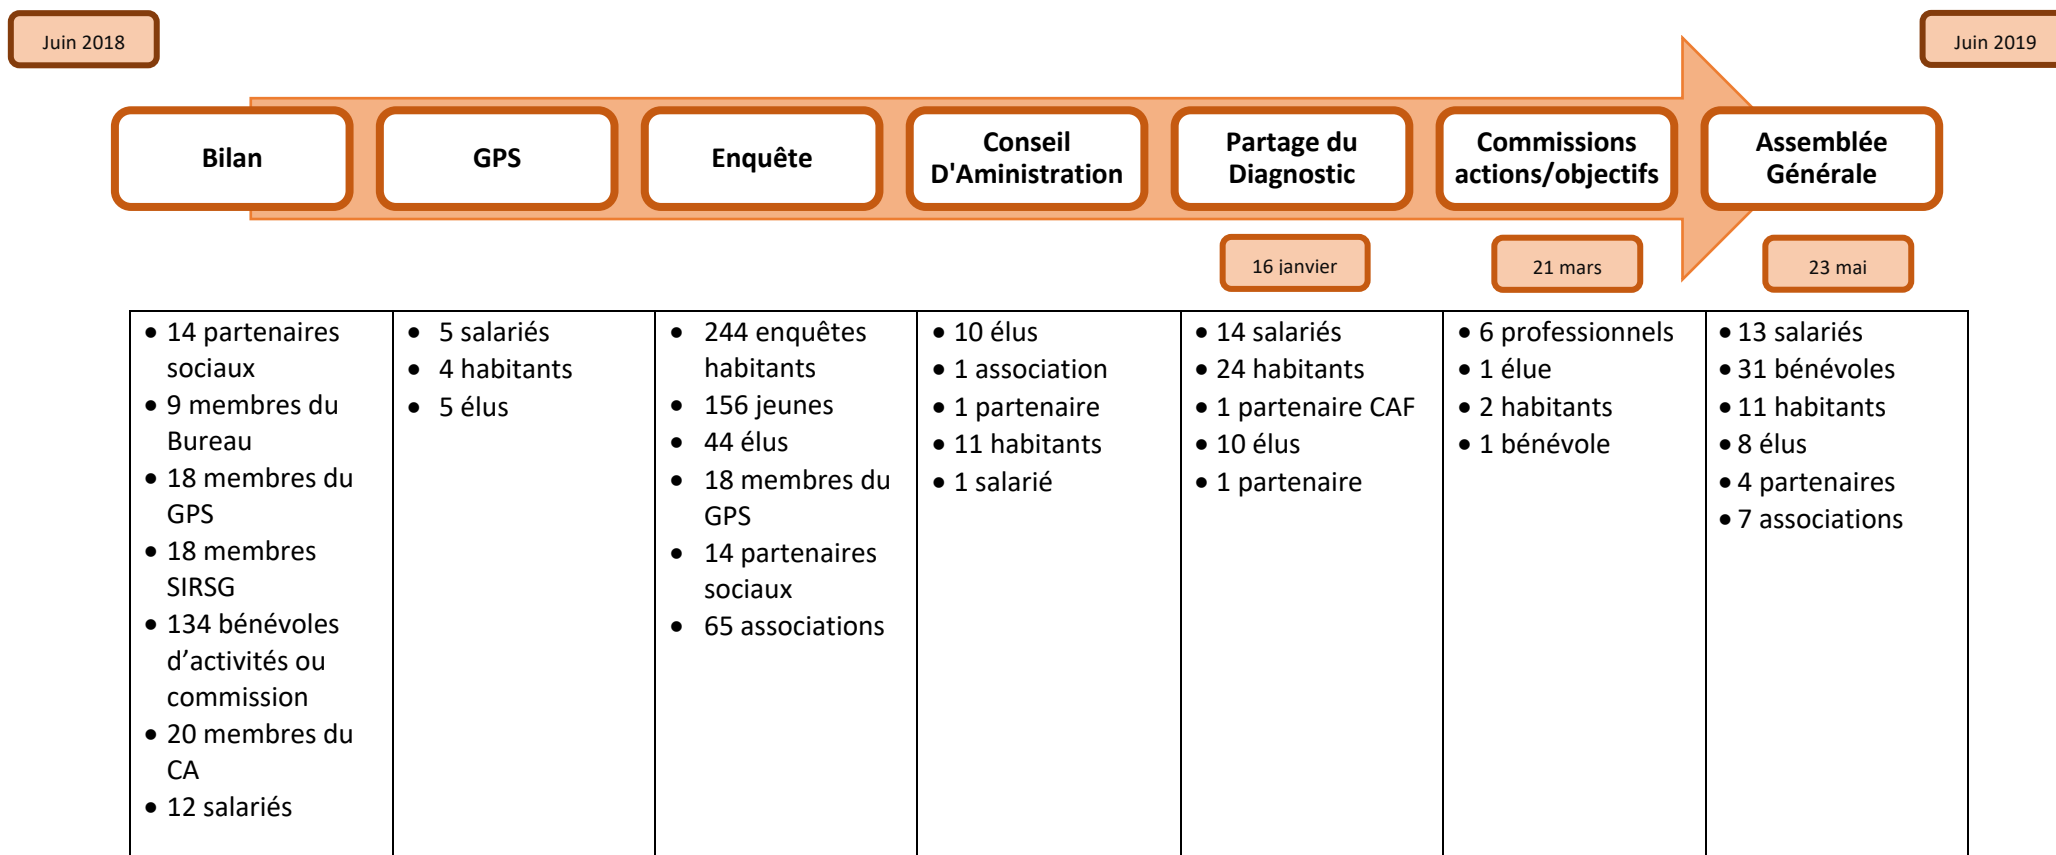 Juin 2018
Juin 2019
Bilan
GPS
Enquête
Conseil
D'Aministration
Partage du
Diagnostic
Commissions
actions/objectifs
Assemblée
Générale
16 janvier
21 mars
23 mai
• 14 partenaires
sociaux
• 9 membres du
Bureau
• 18 membres du
GPS
• 18 membres
SIRSG
• 134 bénévoles
d’activités ou
commission
• 20 membres du
CA
• 12 salariés
• 5 salariés
• 4 habitants
• 5 élus
• 244 enquêtes
habitants
• 156 jeunes
• 44 élus
• 18 membres du
GPS
• 14 partenaires
sociaux
• 65 associations
• 10 élus
• 1 association
• 1 partenaire
• 11 habitants
• 1 salarié
• 14 salariés
• 24 habitants
• 1 partenaire CAF
• 10 élus
• 1 partenaire
• 6 professionnels
• 1 élue
• 2 habitants
• 1 bénévole
• 13 salariés
• 31 bénévoles
• 11 habitants
• 8 élus
• 4 partenaires
• 7 associations